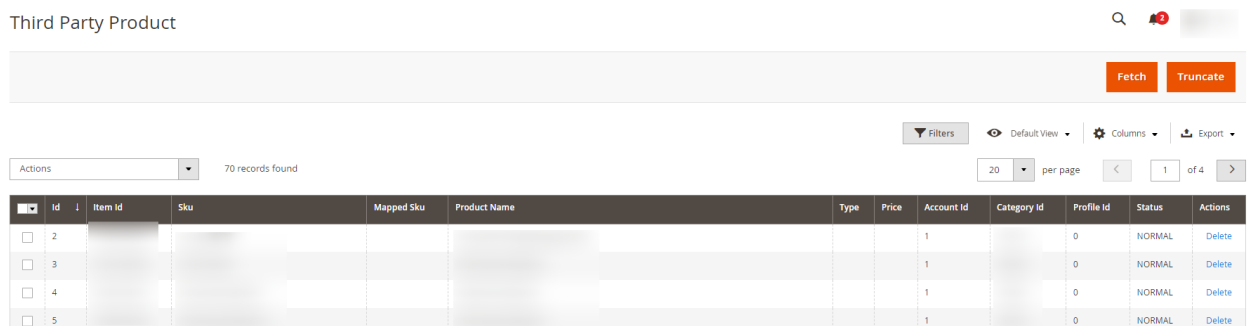 Third Party Product
2
Fetch Truncate
Filters Default View Columns Export
Actions 70 records found 20 per page 1 of 4
Id Item Id Sku Mapped Sku Product Name Type Price Account Id Category Id Profile Id Status Actions
2 1 0 NORMAL Delete
3 1 0 NORMAL Delete
4 1 0 NORMAL Delete
5 1 0 NORMAL Delete